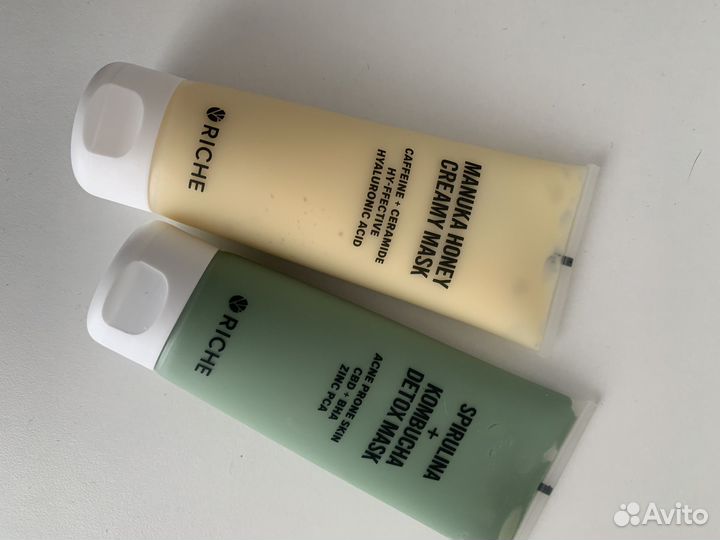 RICHE
MANUKA HONEY
CREAMY MASK
CAFFEINE + CERAMIDE
HY-FFECTIVE
HYALURONIC ACID
RICHE
SPIRULINA
+
KOMBUCHA
DETOX MASK
ACNE PRONE SKIN
CBD + BHA
ZINC PCA
Avito